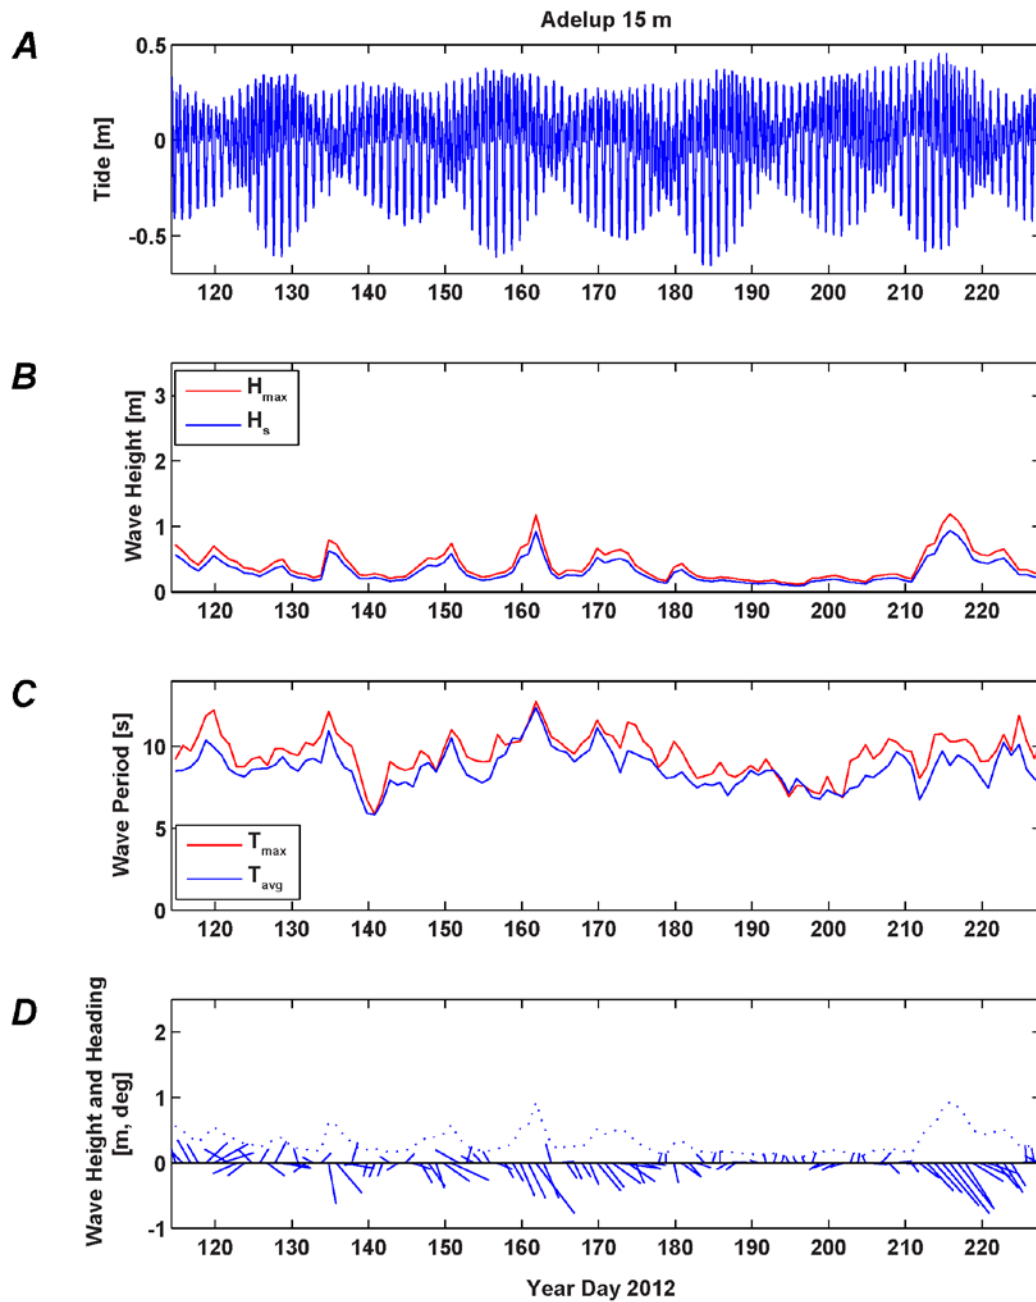 Adelup 15 m
A
Tide [m]
0.5
0
-0.5
120 130 140 150 160 170 180 190 200 210 220
B
Wave Height [m]
3
2
1
0
Hmax
Hs
120 130 140 150 160 170 180 190 200 210 220
C
Wave Period [s]
10
5
0
Tmax
Tavg
120 130 140 150 160 170 180 190 200 210 220
D
Wave Height and Heading
[m, deg]
2
1
0
-1
120 130 140 150 160 170 180 190 200 210 220
Year Day 2012